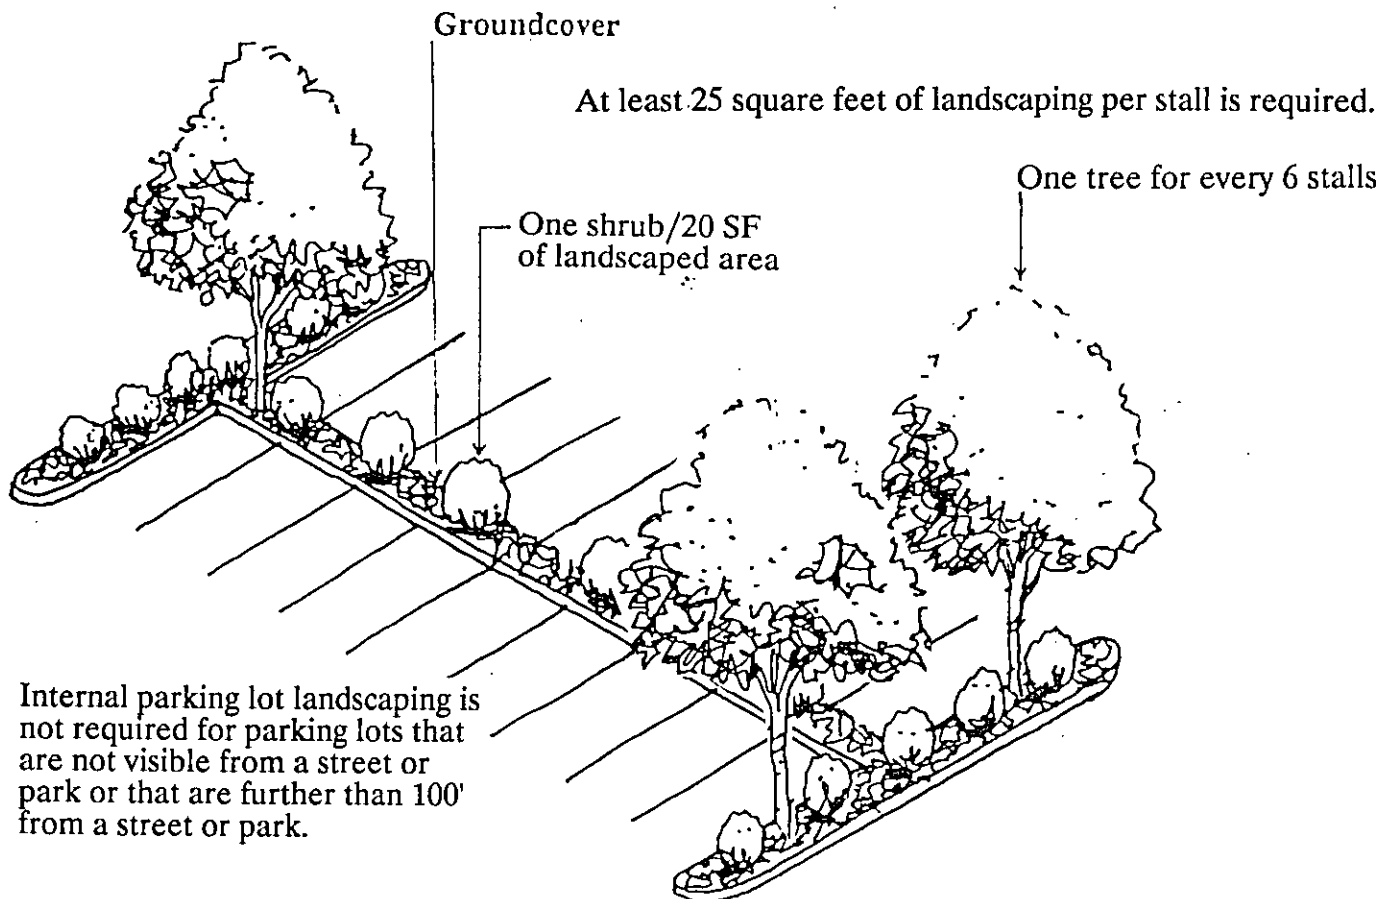 Groundcover
At least 25 square feet of landscaping per stall is required.
One tree for every 6 stalls
One shrub/20 SF
of landscaped area
Internal parking lot landscaping is
not required for parking lots that
are not visible from a street or
park or that are further than 100'
from a street or park.